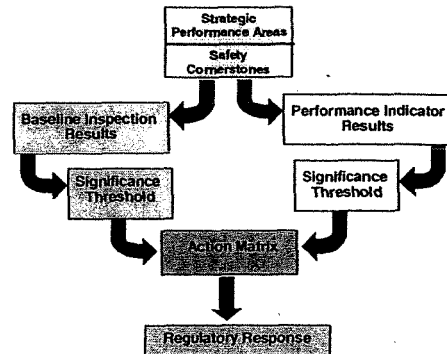 Strategic
Performance Areas
Safety
Cornerstones
Baseline Inspection
Results
Performance Indicator
Results
Significance
Threshold
Significance
Threshold
Action Matrix
Regulatory Response